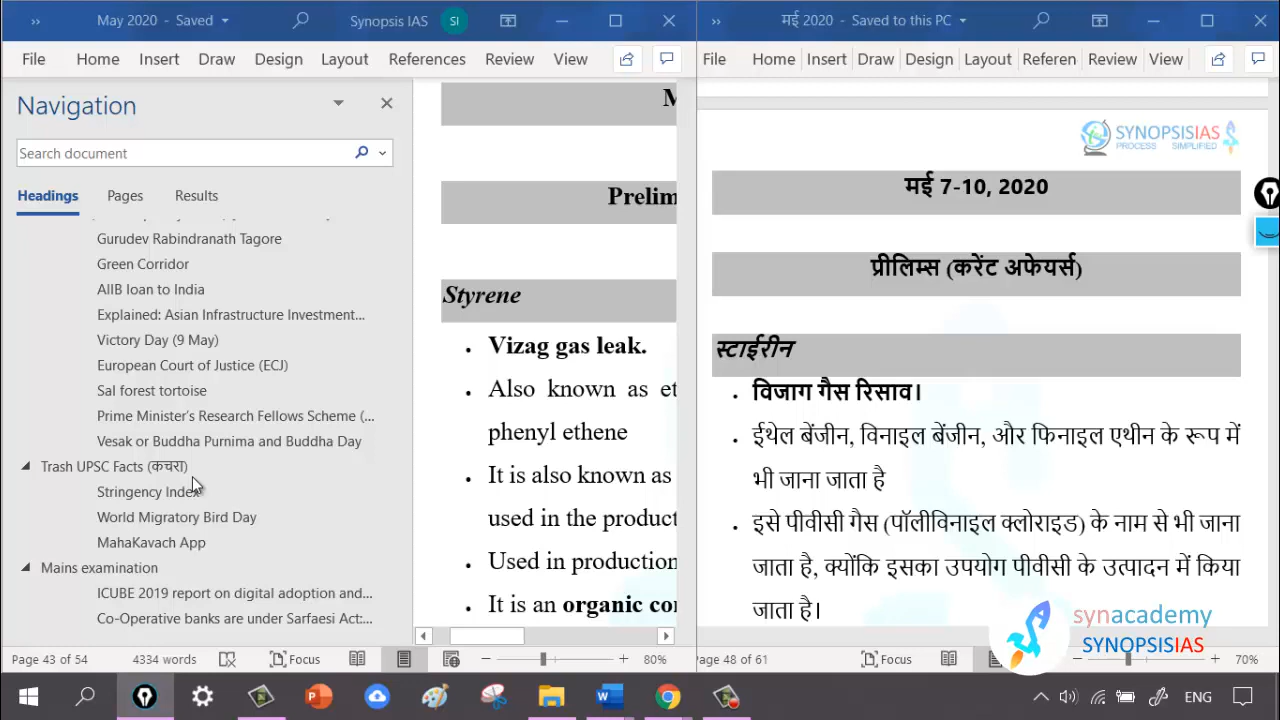 May 2020 - Saved
Synopsis IAS
SI
File Home Insert Draw Design Layout References Review View
Navigation
Search document
Headings Pages Results
Gurudev Rabindranath Tagore
Green Corridor
AIIB loan to India
Explained: Asian Infrastructure Investment...
Victory Day (9 May)
European Court of Justice (ECJ)
Sal forest tortoise
Prime Minister's Research Fellows Scheme (...
Vesak or Buddha Purnima and Buddha Day
Trash UPSC Facts (कचरा)
Stringency Index
World Migratory Bird Day
MahaKavach App
Mains examination
ICUBE 2019 report on digital adoption and...
Co-Operative banks are under Sarfaesi Act:...
Page 43 of 54 4334 words Focus 80%
M
Prelim
Styrene
• Vizag gas leak.
• Also known as et
phenyl ethene
• It is also known as
used in the product
• Used in production
• It is an organic con
मई 2020 - Saved to this PC
File Home Insert Draw Design Layout Referen Review View
SYNOPSISIAS
PROCESS SIMPLIFIED
मई 7-10, 2020
प्रीलिम्स (करेंट अफेयर्स)
स्टाईरीन
• विजाग गैस रिसाव।
• ईथेल बेंजीन, विनाइल बेंजीन, और फिनाइल एथीन के रूप में
भी जाना जाता है
• इसे पीवीसी गैस (पॉलीविनाइल क्लोराइड) के नाम से भी जाना
जाता है, क्योंकि इसका उपयोग पीवीसी के उत्पादन में किया
जाता है।
synacademy
SYNOPSISIAS
Page 48 of 61 Focus 70%
ENG